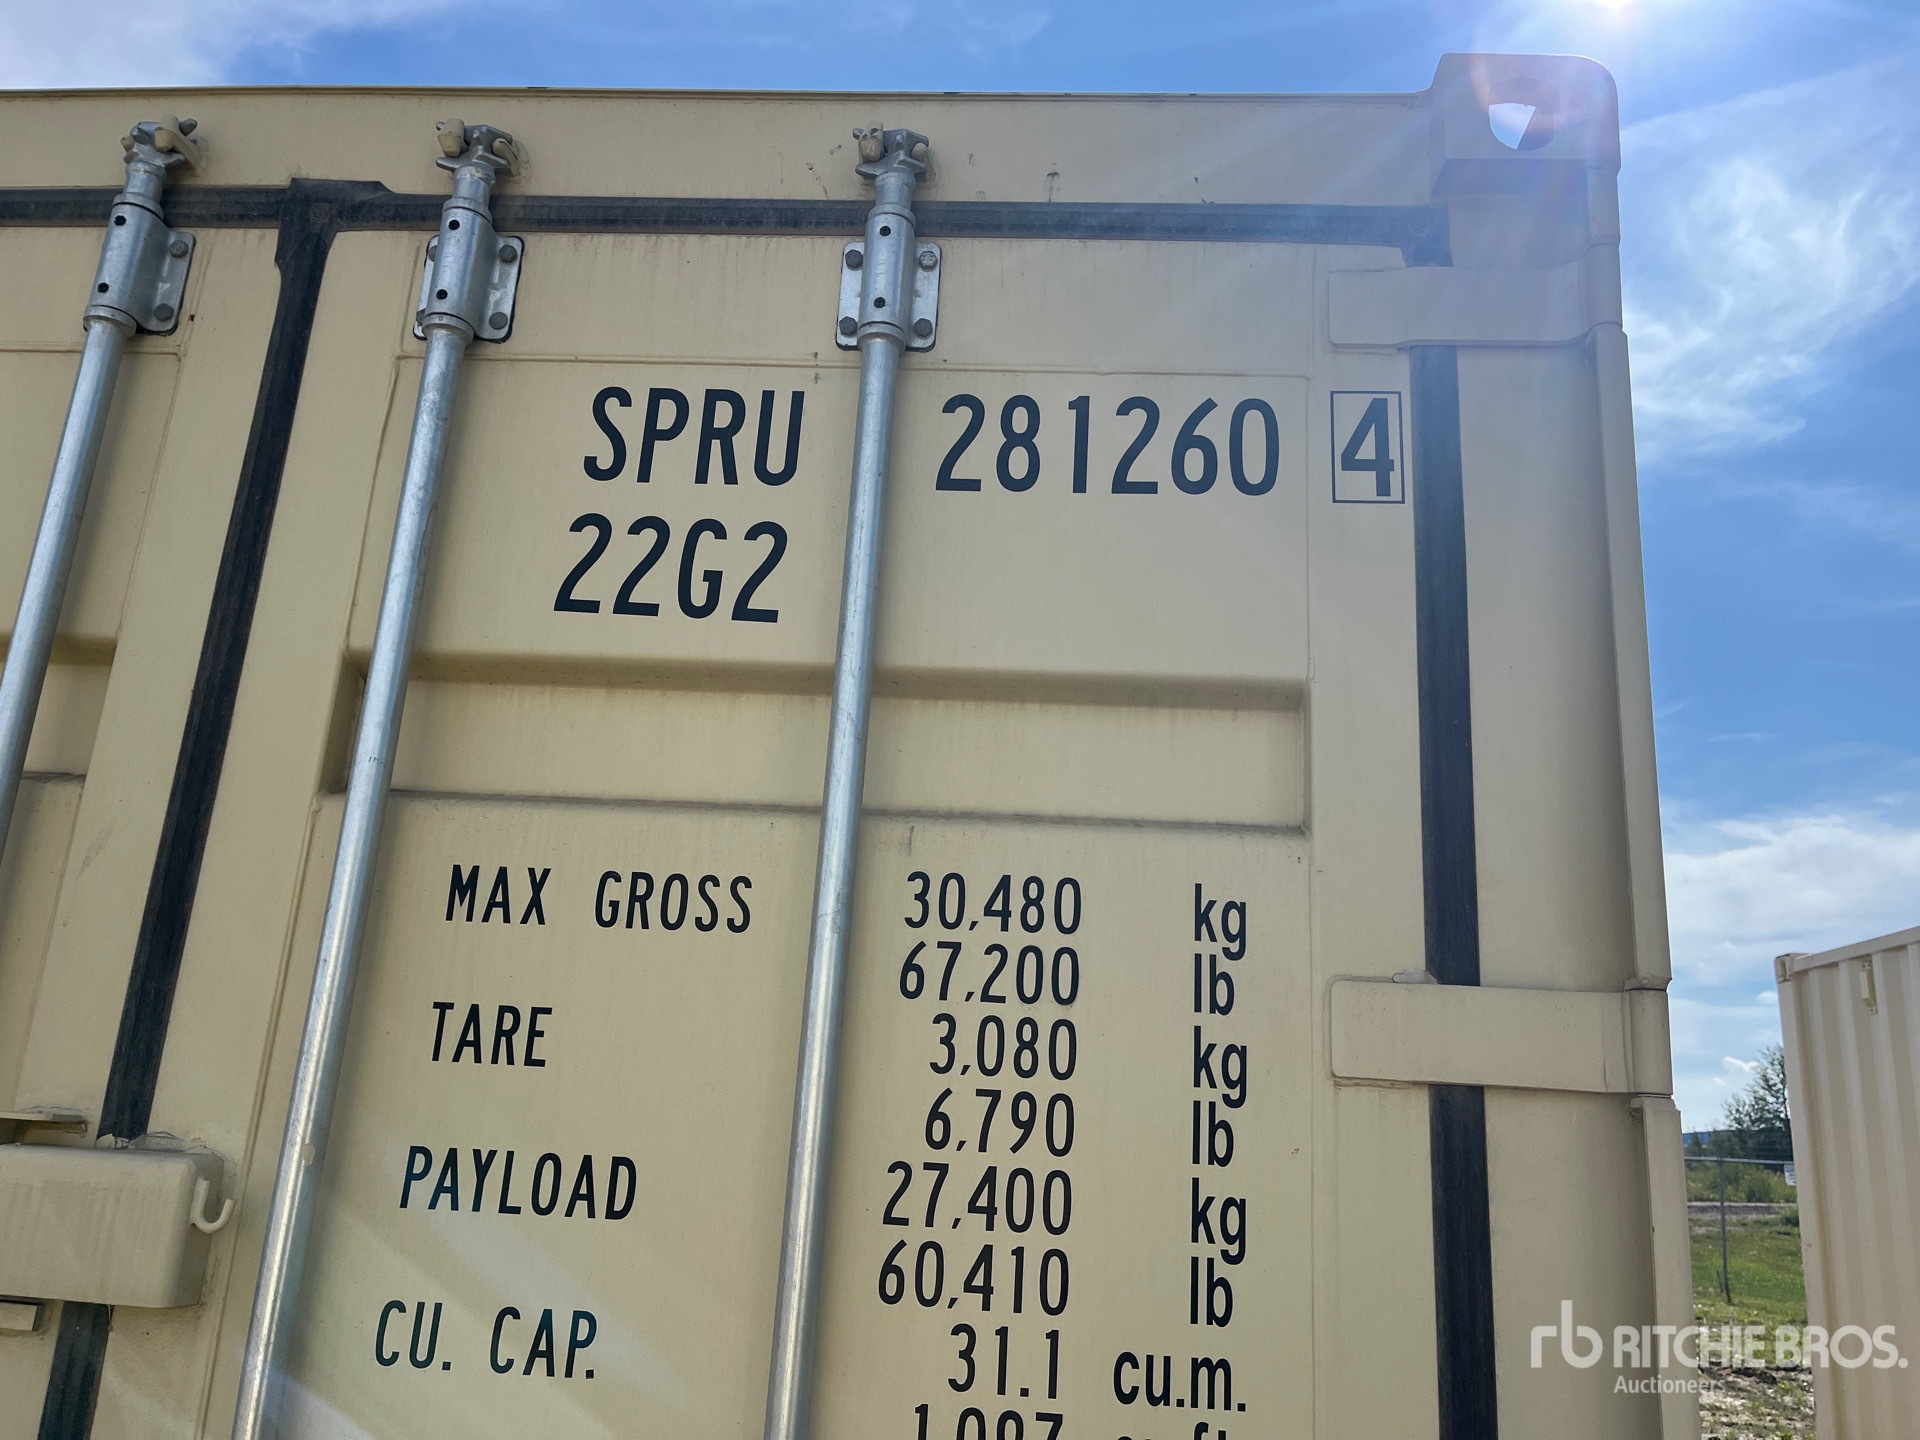 SPRU 281260 4
22G2
MAX GROSS 30,480 kg
67,200 lb
TARE 3,080 kg
6,790 lb
PAYLOAD 27,400 kg
60,410 lb
CU. CAP. 31.1 cu.m.
rb RITCHIE BROS.
Auctioneers